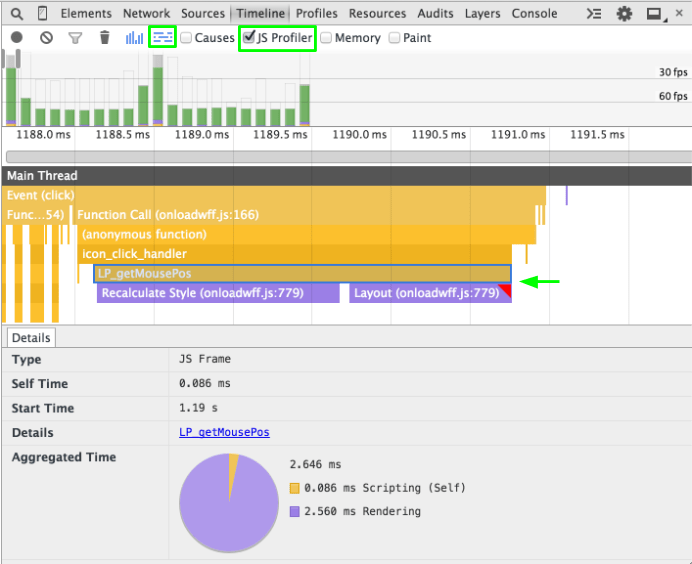 Elements Network Sources Timeline Profiles Resources Audits Layers Console
Causes JS Profiler Memory Paint
30 fps
60 fps
1188.0 ms 1188.5 ms 1189.0 ms 1189.5 ms 1190.0 ms 1190.5 ms 1191.0 ms 1191.5 ms
Main Thread
Event (click)
Func...54) Function Call (onloadwff.js:166)
(anonymous function)
icon_click_handler
LP_getMousePos
Recalculate Style (onloadwff.js:779) Layout (onloadwff.js:779)
Details
Type JS Frame
Self Time 0.086 ms
Start Time 1.19 s
Details LP_getMousePos
Aggregated Time
2.646 ms
0.086 ms Scripting (Self)
2.560 ms Rendering